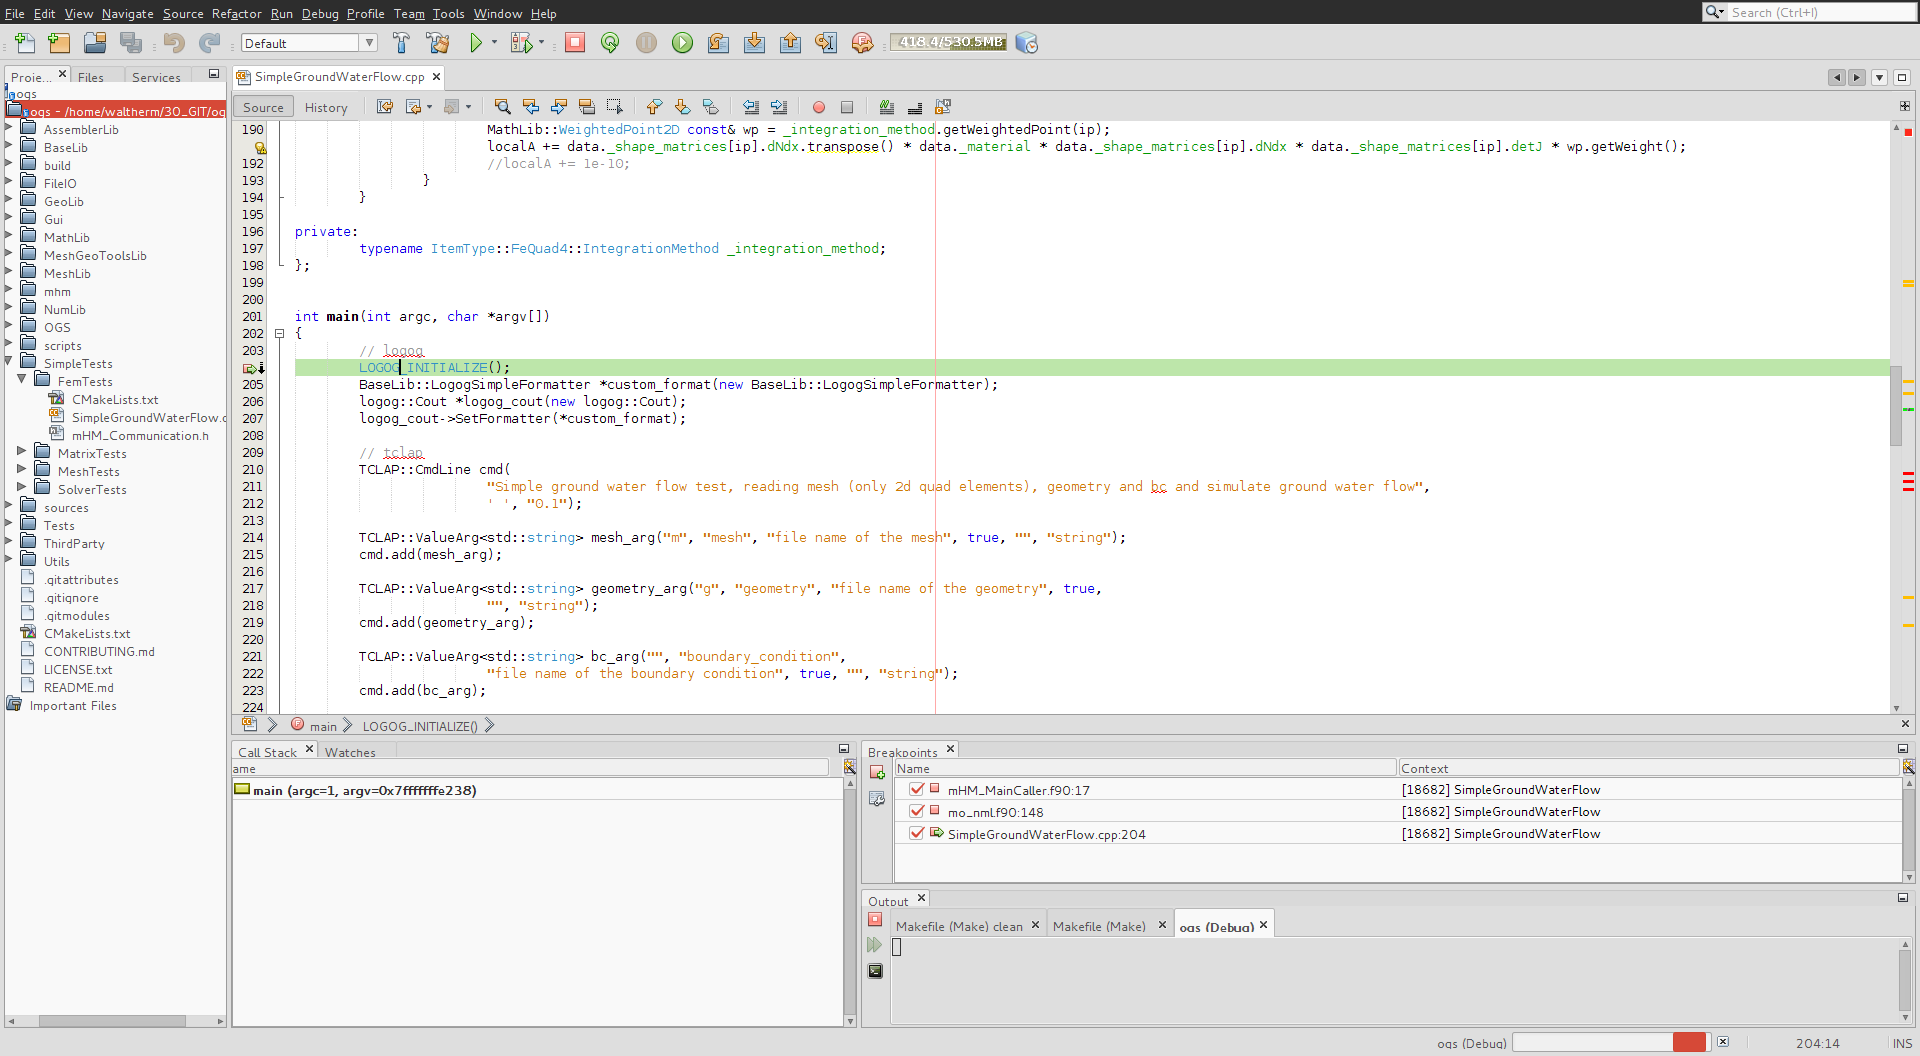 File Edit View Navigate Source Refactor Run Debug Profile Team Tools Window Help
Search (Ctrl+I)
Default
418.4/530.5MB
Proje...
Files
Services
SimpleGroundWaterFlow.cpp
ogs
ogs - /home/waltherm/30_GIT/og
AssemblerLib
BaseLib
build
FileIO
GeoLib
Gui
MathLib
MeshGeoToolsLib
MeshLib
mhm
NumLib
OGS
scripts
SimpleTests
FemTests
CMakeLists.txt
SimpleGroundWaterFlow.c
mHM_Communication.h
MatrixTests
MeshTests
SolverTests
sources
Tests
ThirdParty
Utils
.gitattributes
.gitignore
.gitmodules
CMakeLists.txt
CONTRIBUTING.md
LICENSE.txt
README.md
Important Files
Source History
190 MathLib::WeightedPoint2D const& wp = _integration_method.getWeightedPoint(ip);
localA += data._shape_matrices[ip].dNdx.transpose() * data._material * data._shape_matrices[ip].dNdx * data._shape_matrices[ip].detJ * wp.getWeight();
192 //localA += 1e-10;
193 }
194 }
195
196 private:
197 typename ItemType::FeQuad4::IntegrationMethod _integration_method;
198 };
199
200
201 int main(int argc, char *argv[])
202 {
203 // logog
LOGOG_INITIALIZE();
205 BaseLib::LogogSimpleFormatter *custom_format(new BaseLib::LogogSimpleFormatter);
206 logog::Cout *logog_cout(new logog::Cout);
207 logog_cout->SetFormatter(*custom_format);
208
209 // tclap
210 TCLAP::CmdLine cmd(
211 "Simple ground water flow test, reading mesh (only 2d quad elements), geometry and bc and simulate ground water flow",
212 ' ', "0.1");
213
214 TCLAP::ValueArg<std::string> mesh_arg("m", "mesh", "file name of the mesh", true, "", "string");
215 cmd.add(mesh_arg);
216
217 TCLAP::ValueArg<std::string> geometry_arg("g", "geometry", "file name of the geometry", true,
218 "", "string");
219 cmd.add(geometry_arg);
220
221 TCLAP::ValueArg<std::string> bc_arg("", "boundary_condition",
222 "file name of the boundary condition", true, "", "string");
223 cmd.add(bc_arg);
224
main LOGOG_INITIALIZE()
Call Stack
Watches
ame
main (argc=1, argv=0x7fffffffe238)
Breakpoints
Name Context
mHM_MainCaller.f90:17 [18682] SimpleGroundWaterFlow
mo_nml.f90:148 [18682] SimpleGroundWaterFlow
SimpleGroundWaterFlow.cpp:204 [18682] SimpleGroundWaterFlow
Output
Makefile (Make) clean
Makefile (Make)
ogs (Debug)
ogs (Debug)
204:14
INS